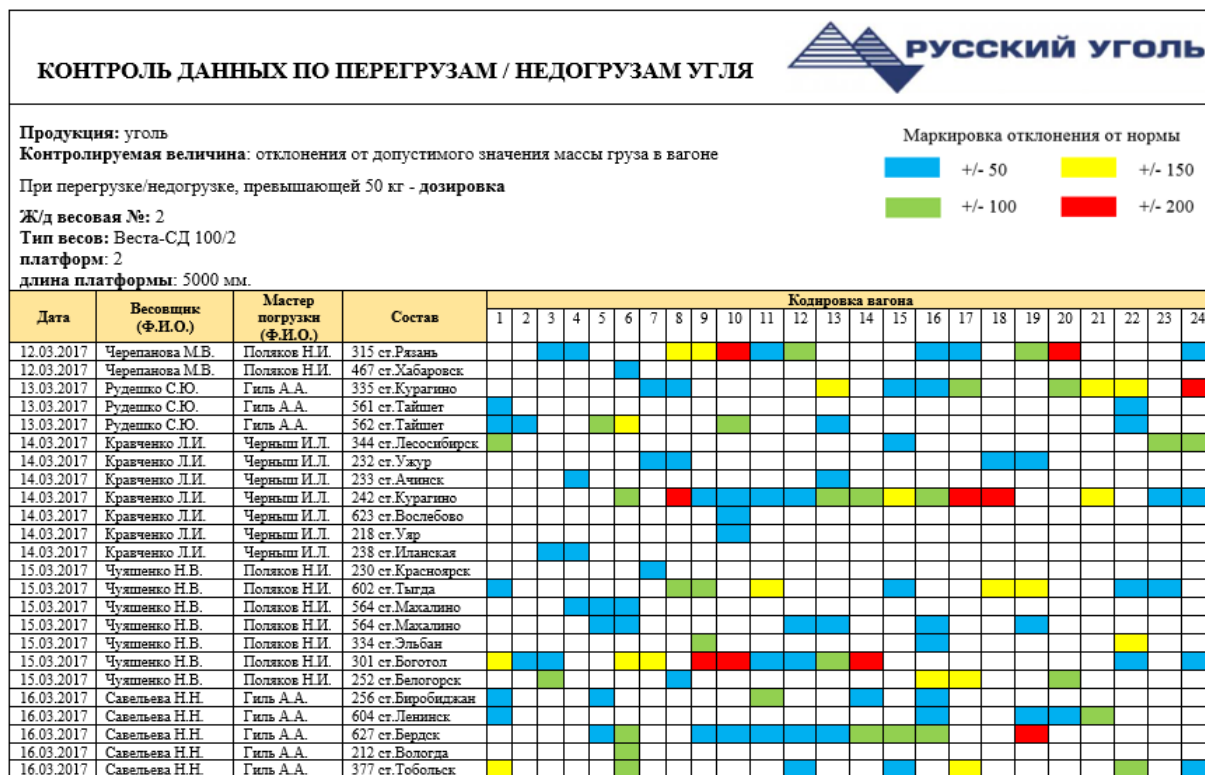 КОНТРОЛЬ ДАННЫХ ПО ПЕРЕГРУЗАМ / НЕДОГРУЗАМ УГЛЯ
РУССКИЙ УГОЛЬ
Продукция: уголь
Контролируемая величина: отклонения от допустимого значения массы груза в вагоне
При перегрузке/недогрузке, превышающей 50 кг - дозировка
Ж/д весовая №: 2
Тип весов: Веста-СД 100/2
платформ: 2
длина платформы: 5000 мм.
Маркировка отклонения от нормы
+/- 50 +/- 150
+/- 100 +/- 200
Дата Весовщик (Ф.И.О.) Мастер погрузки (Ф.И.О.) Состав Кодировка вагона
1 2 3 4 5 6 7 8 9 10 11 12 13 14 15 16 17 18 19 20 21 22 23 24
12.03.2017 Черепанова М.В. Поляков Н.И. 315 ст.Рязань
12.03.2017 Черепанова М.В. Поляков Н.И. 467 ст.Хабаровск
13.03.2017 Рудешко С.Ю. Гиль А.А. 335 ст.Курагино
13.03.2017 Рудешко С.Ю. Гиль А.А. 561 ст.Тайшет
13.03.2017 Рудешко С.Ю. Гиль А.А. 562 ст.Тайшет
14.03.2017 Кравченко Л.И. Черныш И.Л. 344 ст.Лесосибирск
14.03.2017 Кравченко Л.И. Черныш И.Л. 232 ст.Ужур
14.03.2017 Кравченко Л.И. Черныш И.Л. 233 ст.Ачинск
14.03.2017 Кравченко Л.И. Черныш И.Л. 242 ст.Курагино
14.03.2017 Кравченко Л.И. Черныш И.Л. 623 ст.Вослебово
14.03.2017 Кравченко Л.И. Черныш И.Л. 218 ст.Уяр
14.03.2017 Кравченко Л.И. Черныш И.Л. 238 ст.Иланская
15.03.2017 Чуяшенко Н.В. Поляков Н.И. 230 ст.Красноярск
15.03.2017 Чуяшенко Н.В. Поляков Н.И. 602 ст.Тыгда
15.03.2017 Чуяшенко Н.В. Поляков Н.И. 564 ст.Махалино
15.03.2017 Чуяшенко Н.В. Поляков Н.И. 564 ст.Махалино
15.03.2017 Чуяшенко Н.В. Поляков Н.И. 334 ст.Эльбан
15.03.2017 Чуяшенко Н.В. Поляков Н.И. 301 ст.Боготол
15.03.2017 Чуяшенко Н.В. Поляков Н.И. 252 ст.Белогорск
16.03.2017 Савельева Н.Н. Гиль А.А. 256 ст.Биробиджан
16.03.2017 Савельева Н.Н. Гиль А.А. 604 ст.Ленинск
16.03.2017 Савельева Н.Н. Гиль А.А. 627 ст.Бердск
16.03.2017 Савельева Н.Н. Гиль А.А. 212 ст.Вологда
16.03.2017 Савельева Н.Н. Гиль А.А. 377 ст.Тобольск